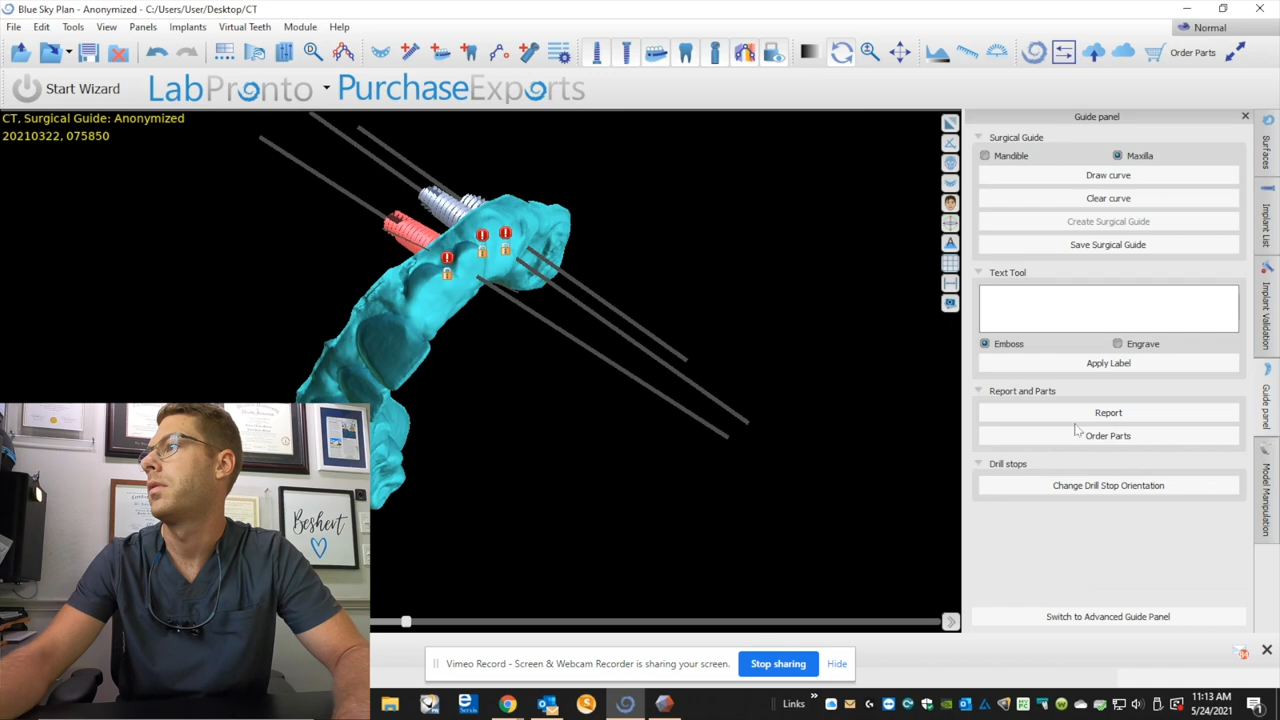 Blue Sky Plan - Anonymized - C:/Users/User/Desktop/CT
File Edit Tools View Panels Implants Virtual Teeth Module Help
Normal
Order Parts
Start Wizard
LabPronto
PurchaseExports
CT, Surgical Guide: Anonymized
20210322, 075850
Guide panel
Surgical Guide
Mandible Maxilla
Draw curve
Clear curve
Create Surgical Guide
Save Surgical Guide
Text Tool
Emboss Engrave
Apply Label
Report and Parts
Report
Order Parts
Drill stops
Change Drill Stop Orientation
Switch to Advanced Guide Panel
Surfaces
Implant List
Implant Validation
Guide panel
Model Manipulation
Beshert
Vimeo Record - Screen & Webcam Recorder is sharing your screen.
Stop sharing
Hide
Links
11:13 AM
5/24/2021